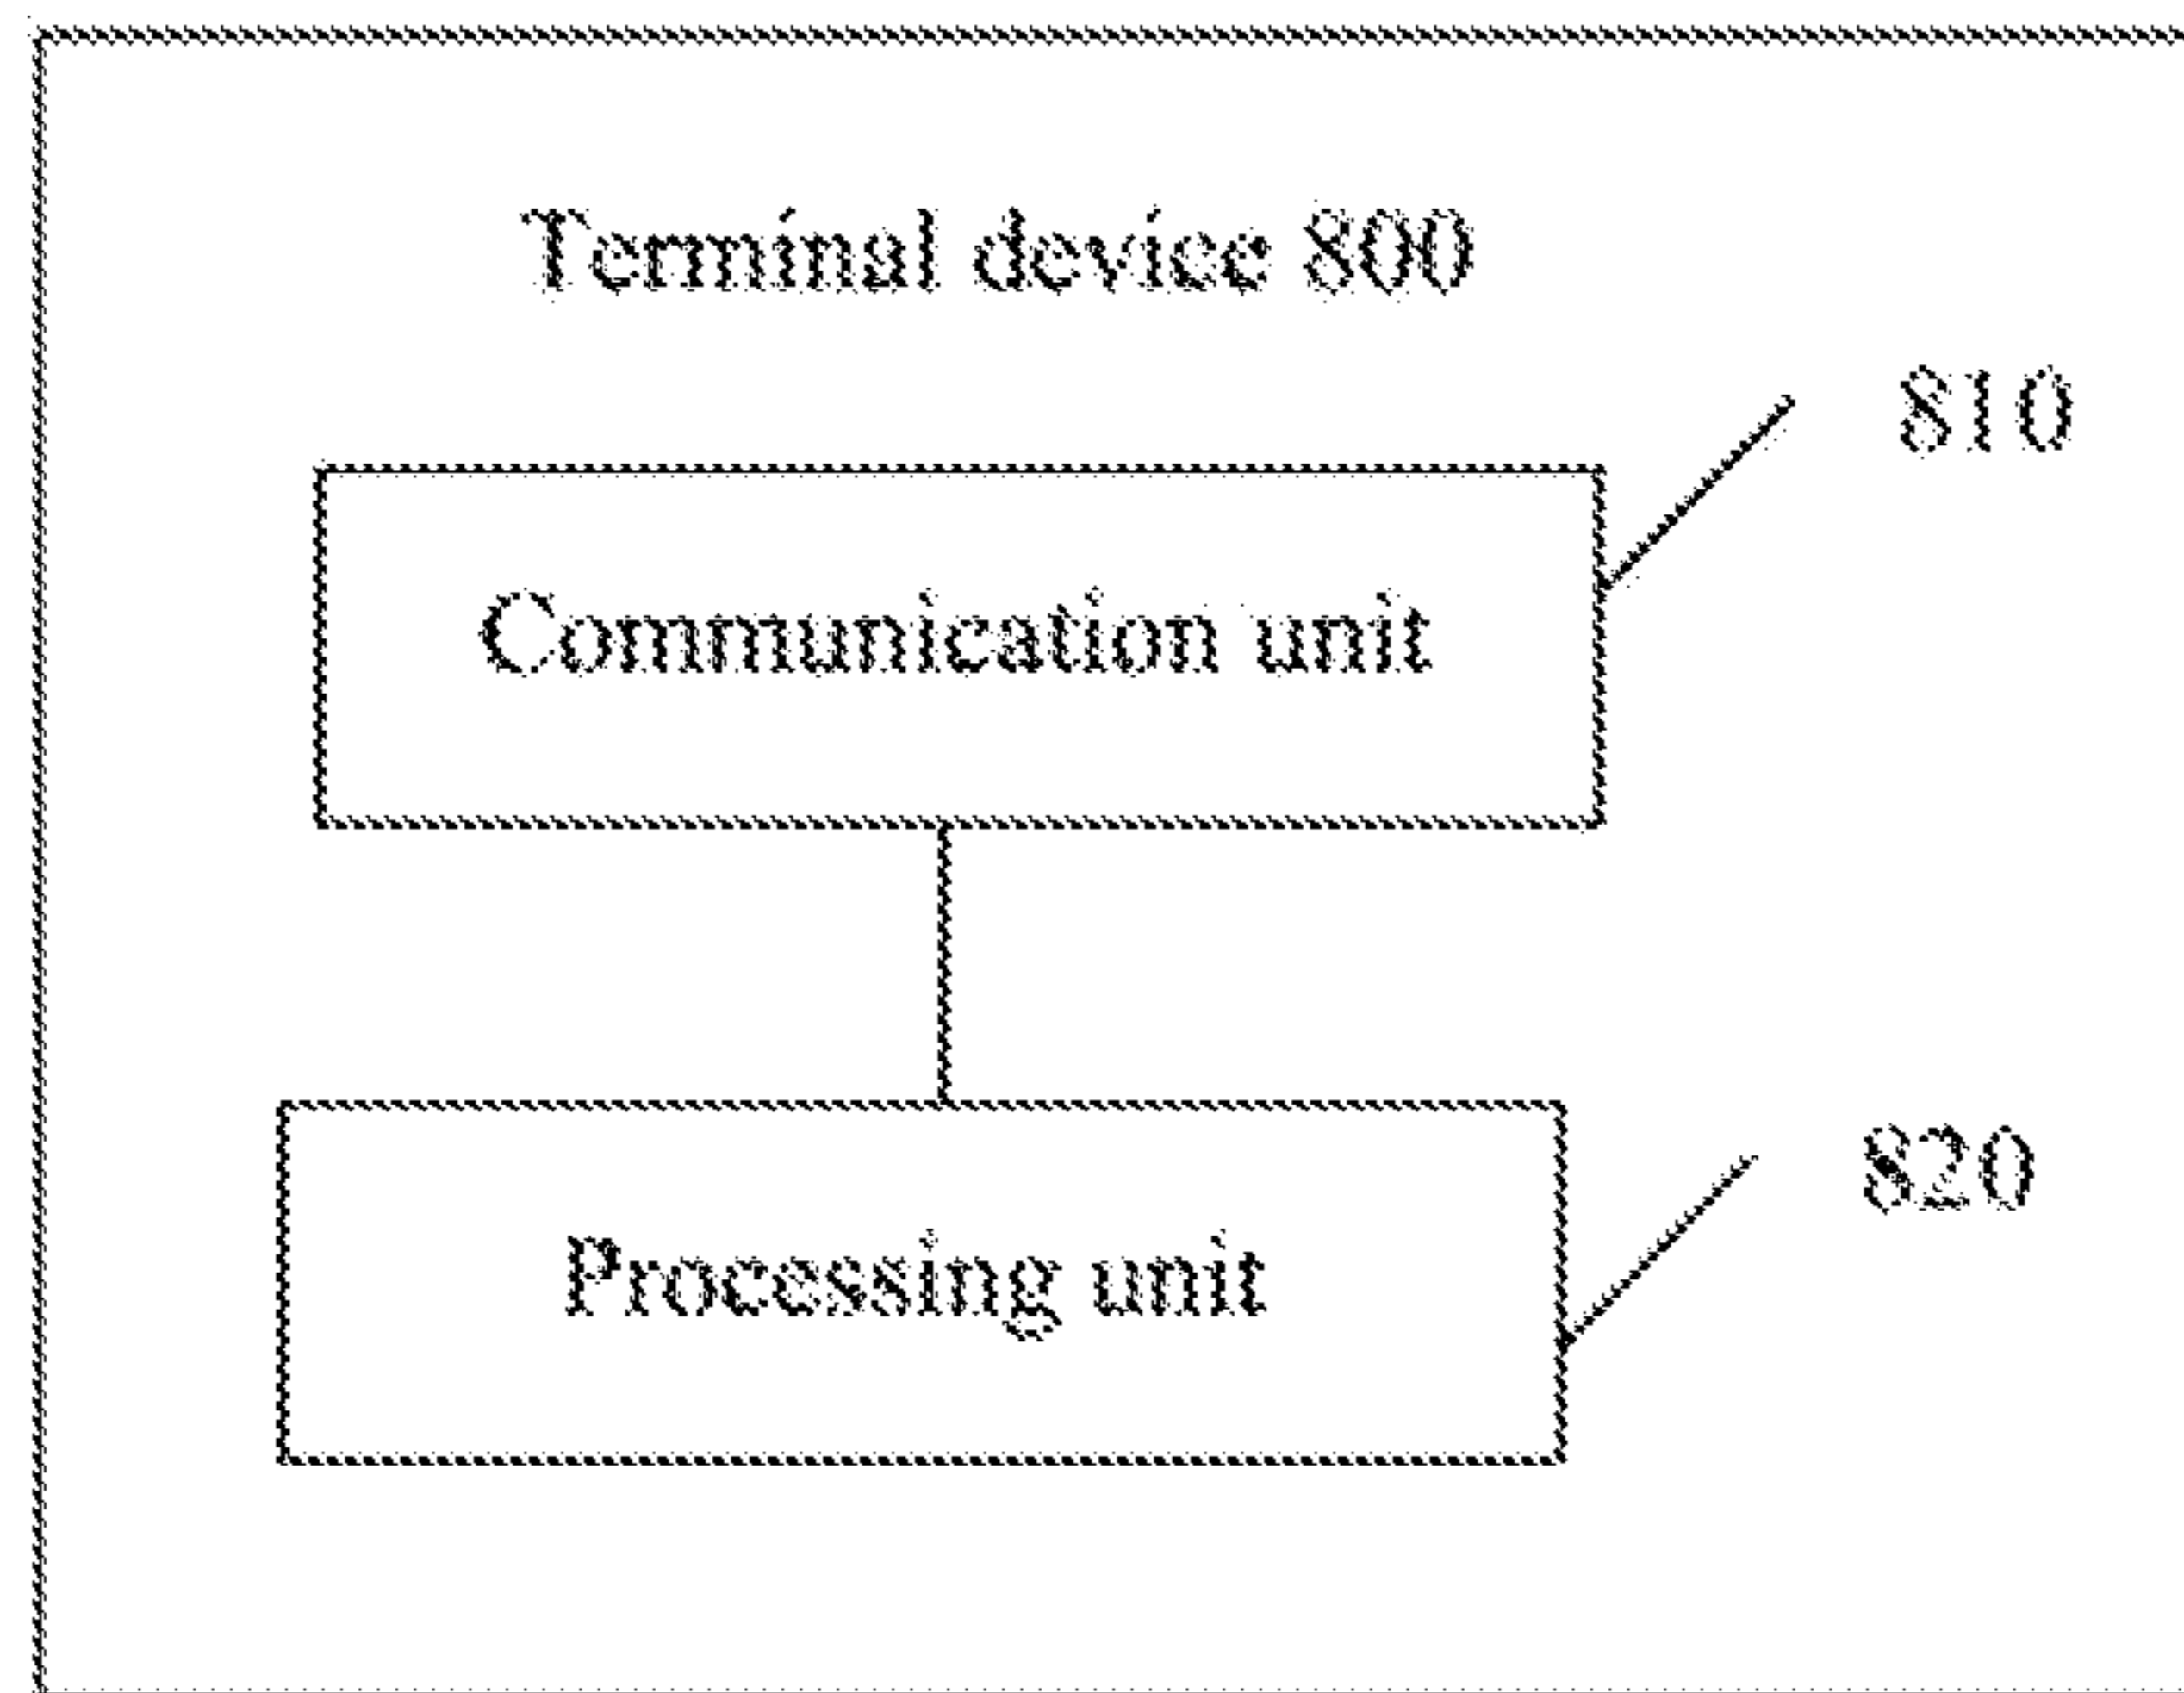 Terminal device 800
810
Communication unit
820
Processing unit